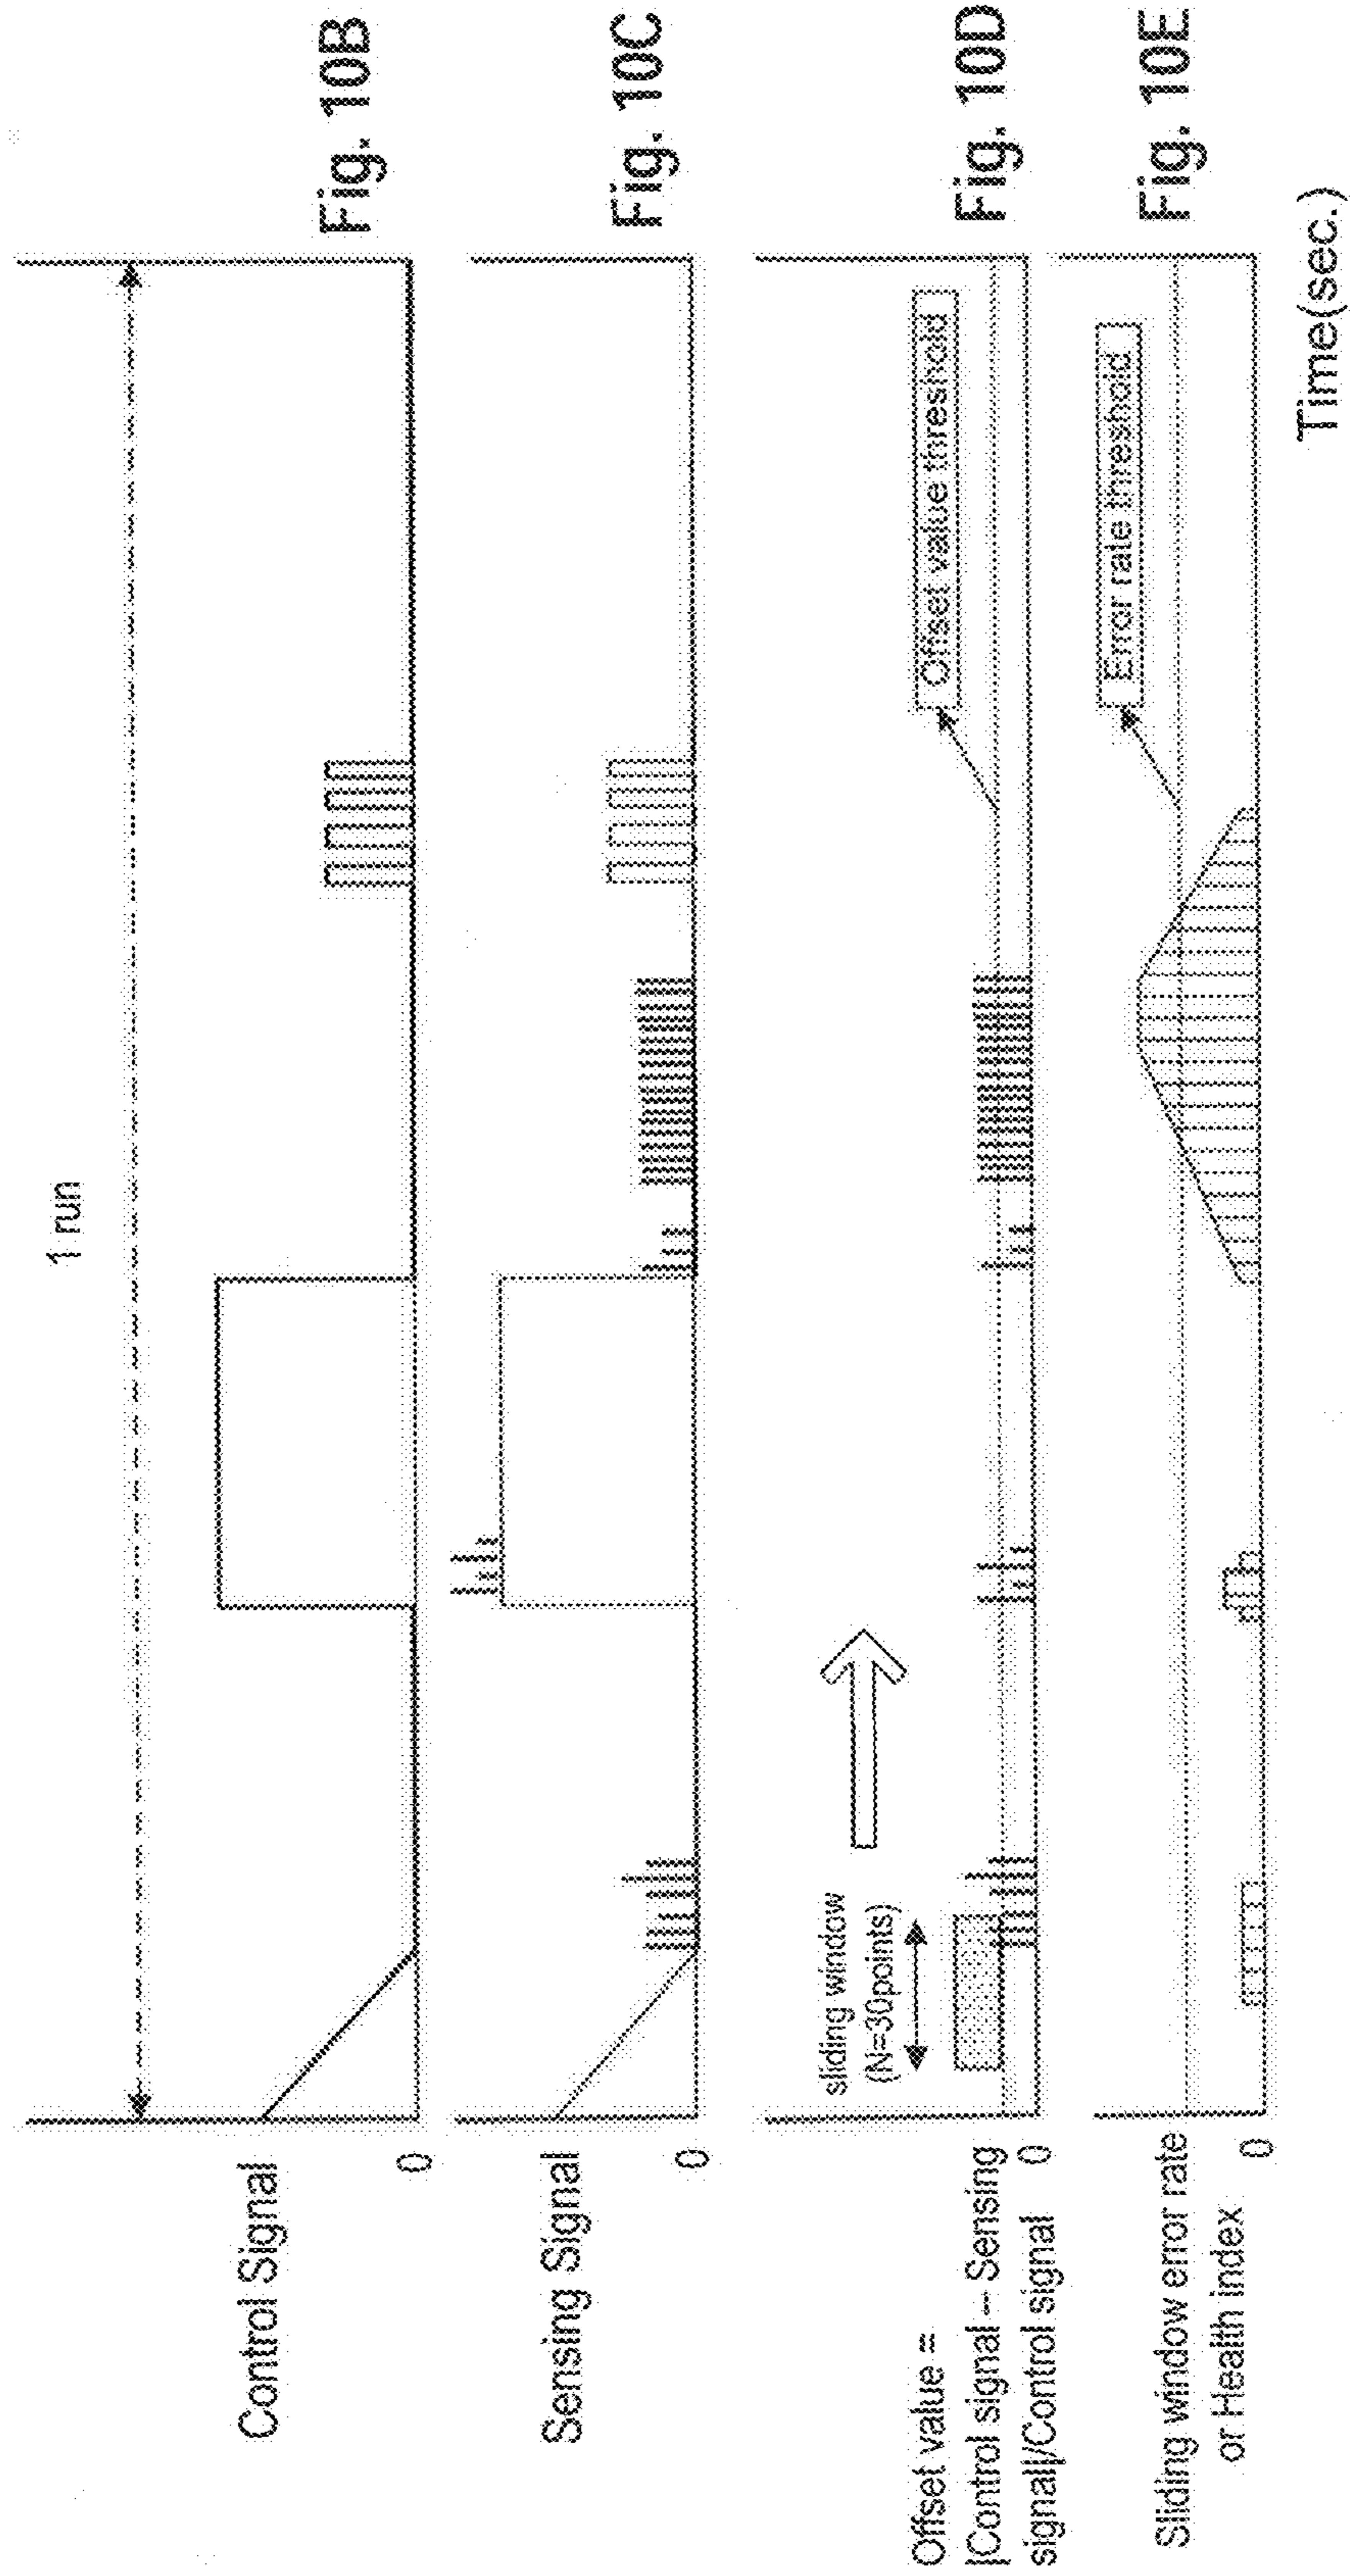 1 run
Control Signal
0
Fig. 10B
Sensing Signal
0
Fig. 10C
sliding window
(N=30points)
Offset value threshold
Offset value =
|Control signal – Sensing
signal|/Control signal
0
Fig. 10D
Error rate threshold
Sliding window error rate
or Health index
0
Fig. 10E
Time(sec.)